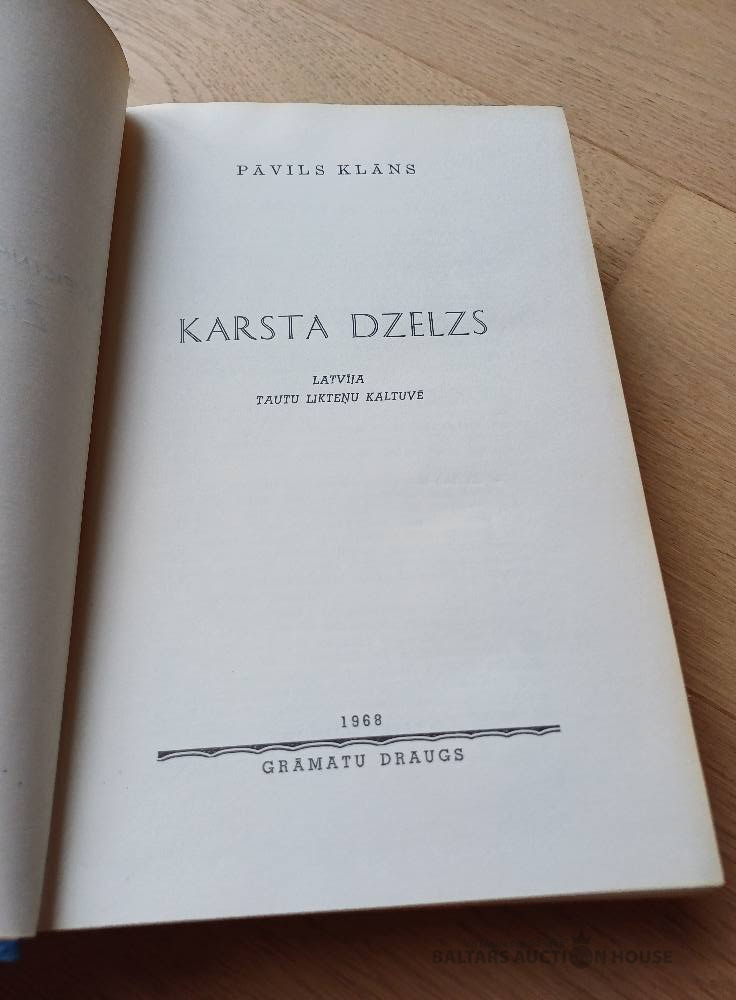 PĀVILS KLĀNS
KARSTA DZELZS
LATVIJA
TAUTU LIKTEŅU KALTUVĒ
1968
GRĀMATU DRAUGS
BALTARS AUCTION HOUSE